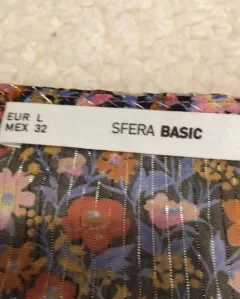 EUR L
MEX 32
SFERA BASIC